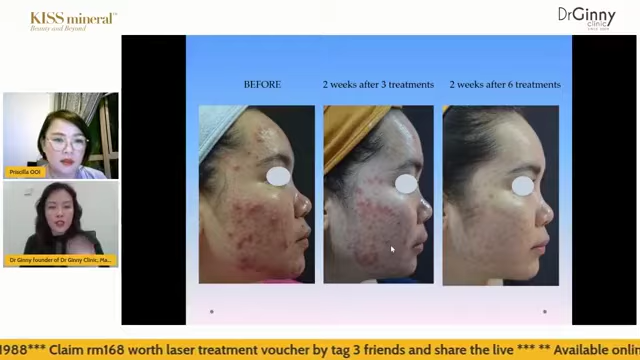 KISS mineral™
Beauty and Beyond
DrGinny
clinic
BEFORE
2 weeks after 3 treatments
2 weeks after 6 treatments
Priscilla OOI
Dr Ginny founder of Dr Ginny Clinic, Ma...
1988*** Claim rm168 worth laser treatment voucher by tag 3 friends and share the live *** ** Available onlin